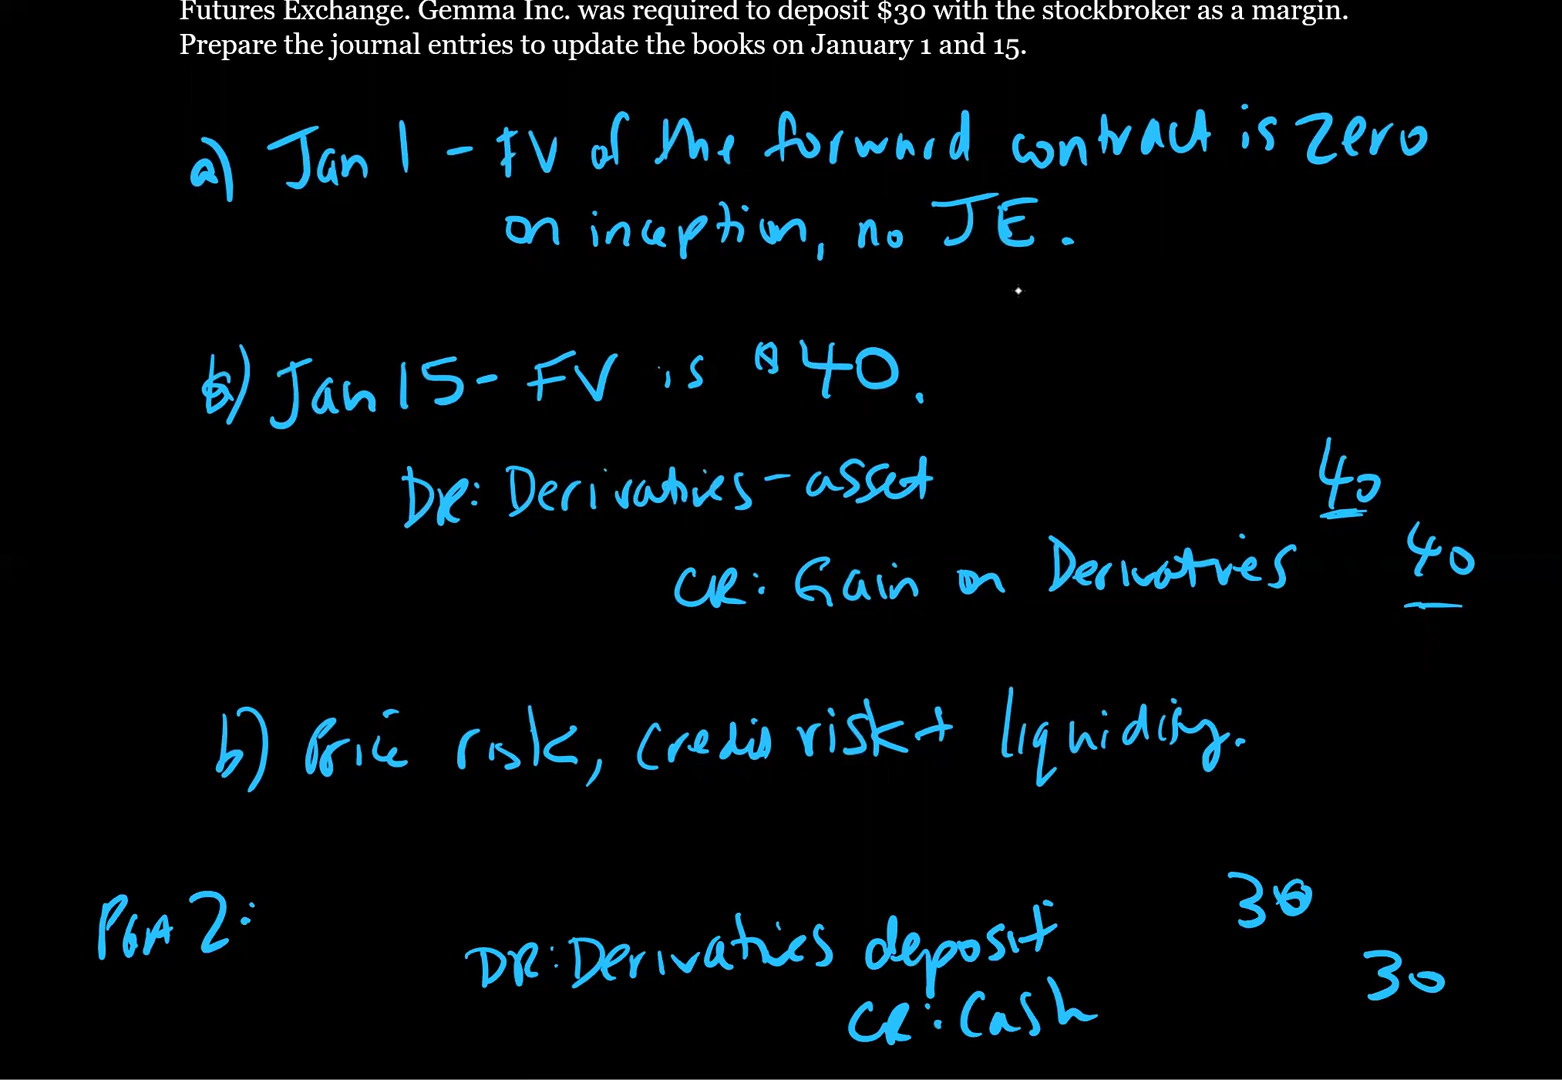 Futures Exchange. Gemma Inc. was required to deposit $30 with the stockbroker as a margin.
Prepare the journal entries to update the books on January 1 and 15.
a) Jan 1 - FV of the forward contract is zero
on inception, no JE.
b) Jan 15 - FV is $40.
DR: Derivatives - asset 40
CR: Gain on Derivatives 40
b) Price risk, credit risk + liquidity.
Part 2:
DR: Derivatives deposit 30
CR: Cash 30